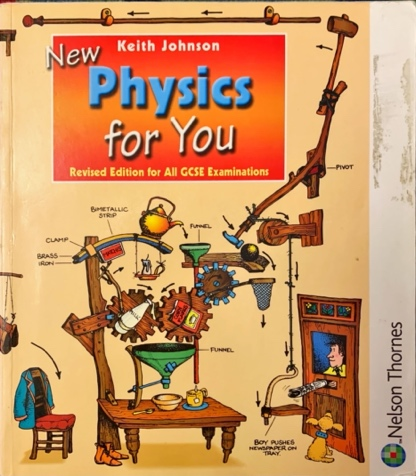 New
Keith Johnson
Physics
for You
Revised Edition for All GCSE Examinations
PIVOT
BIMETALLIC
STRIP
FUNNEL
CLAMP
BRASS
IRON
FUNNEL
BOY PUSHES
NEWSPAPER ON
TRAY
Nelson Thornes